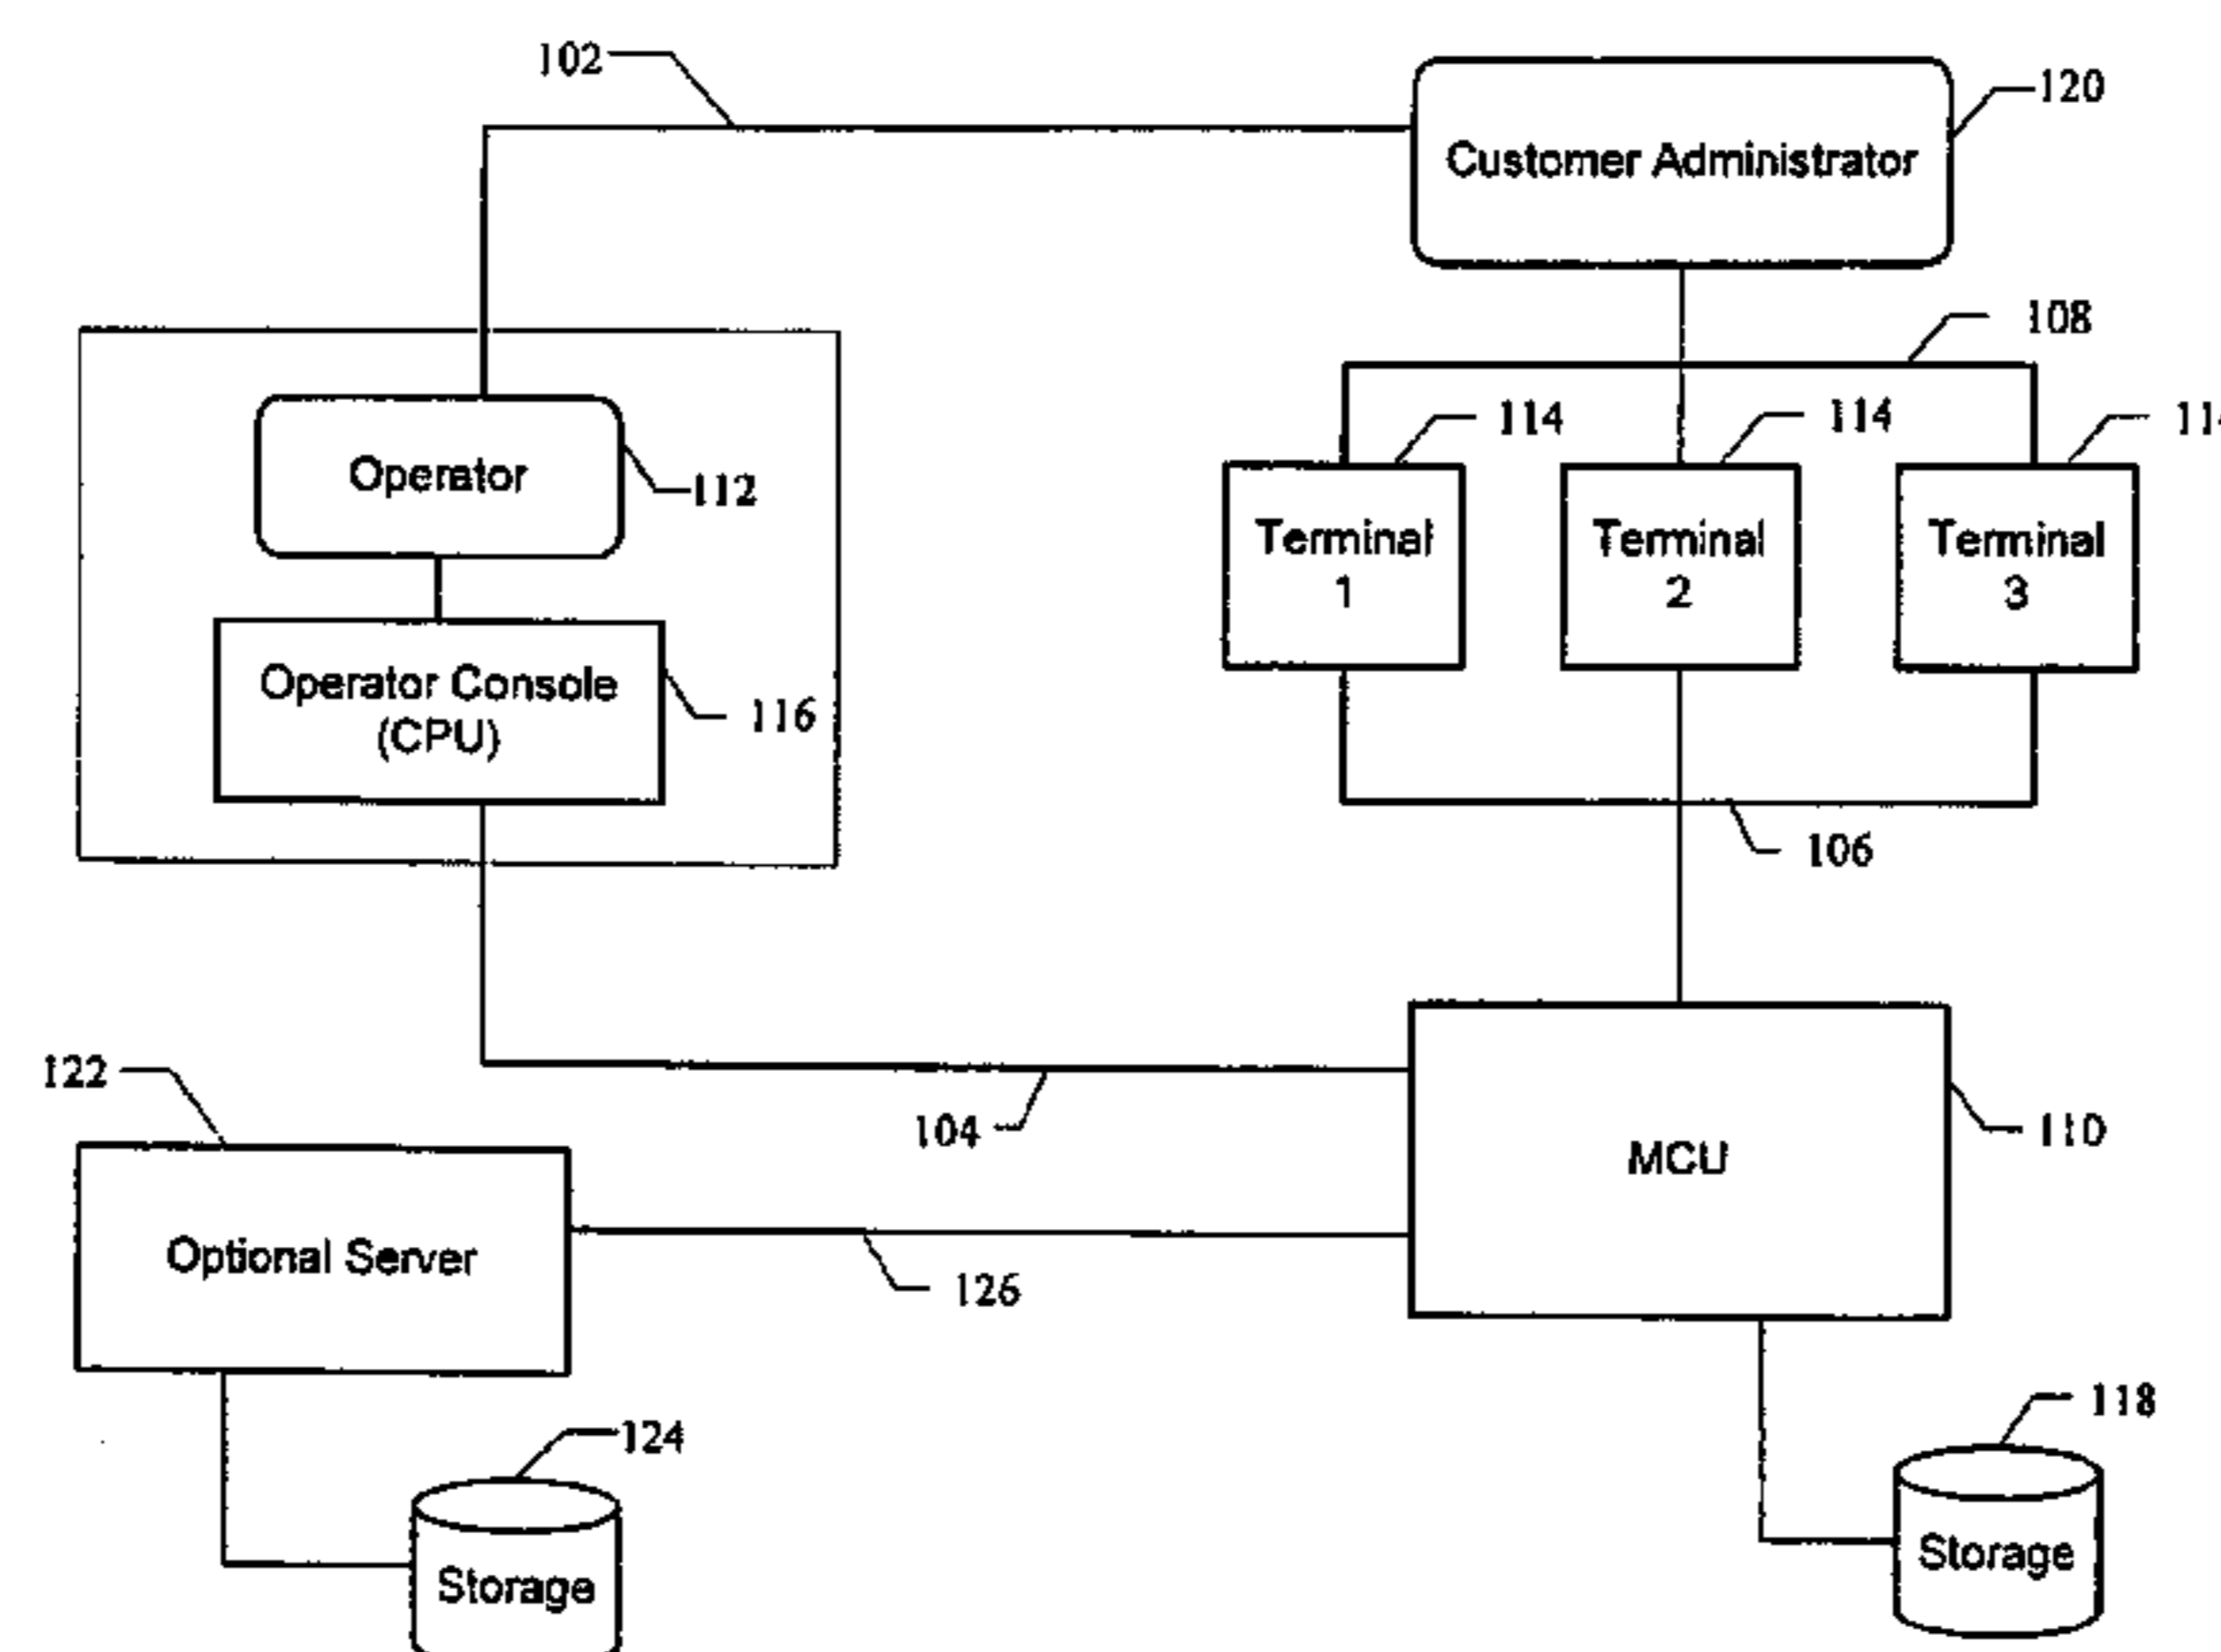 102
120
Customer Administrator
108
114
114
Operator
112
Terminal
1
Terminal
2
Terminal
3
Operator Console
(CPU)
116
106
122
104
110
MCU
Optional Server
126
118
124
Storage
Storage